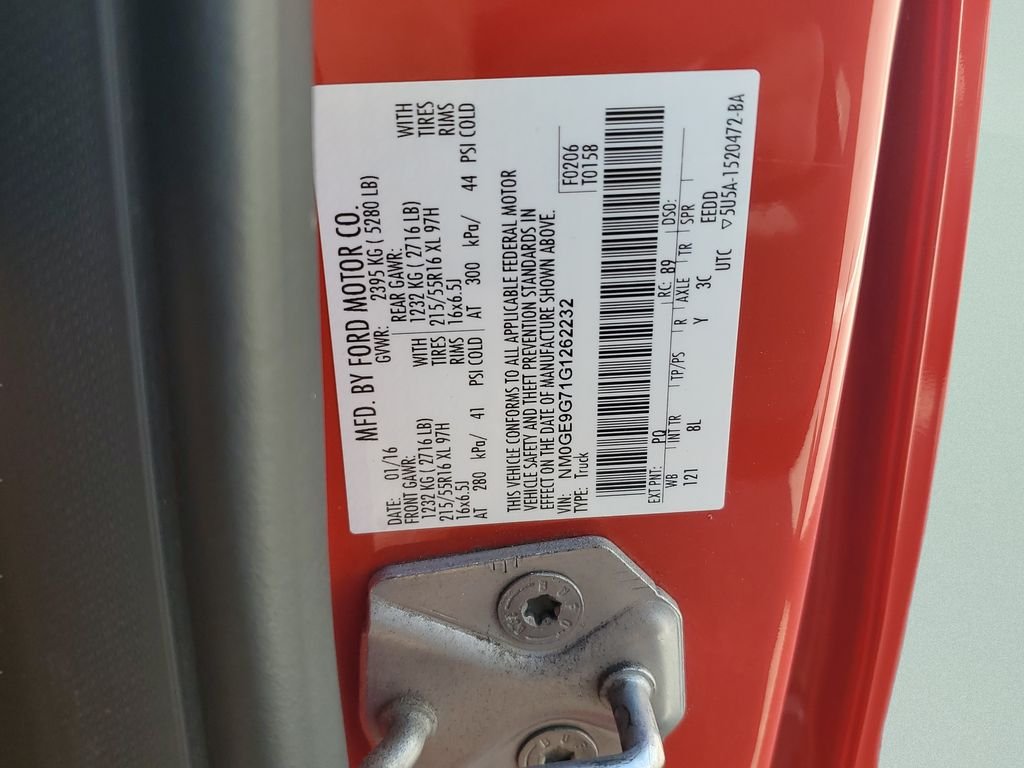 MFD. BY FORD MOTOR CO.
DATE: 01/16 GVWR: 2395 KG ( 5280 LB)
FRONT GAWR: REAR GAWR:
1232 KG ( 2716 LB) WITH 1232 KG ( 2716 LB) WITH
215/55R16 XL 97H TIRES 215/55R16 XL 97H TIRES
16x6.5J RIMS 16x6.5J RIMS
AT 280 kPa/ 41 PSI COLD AT 300 kPa/ 44 PSI COLD
THIS VEHICLE CONFORMS TO ALL APPLICABLE FEDERAL MOTOR
VEHICLE SAFETY AND THEFT PREVENTION STANDARDS IN
EFFECT ON THE DATE OF MANUFACTURE SHOWN ABOVE.
F0206
T0158
VIN: NM0GE9G71G1262232
TYPE: Truck
EXT PNT: PQ RC: B9 DSO:
WB INT TR TP/PS R AXLE TR SPR
121 8L Y 3C EEDD
UTC ▽5U5A-1520472-BA